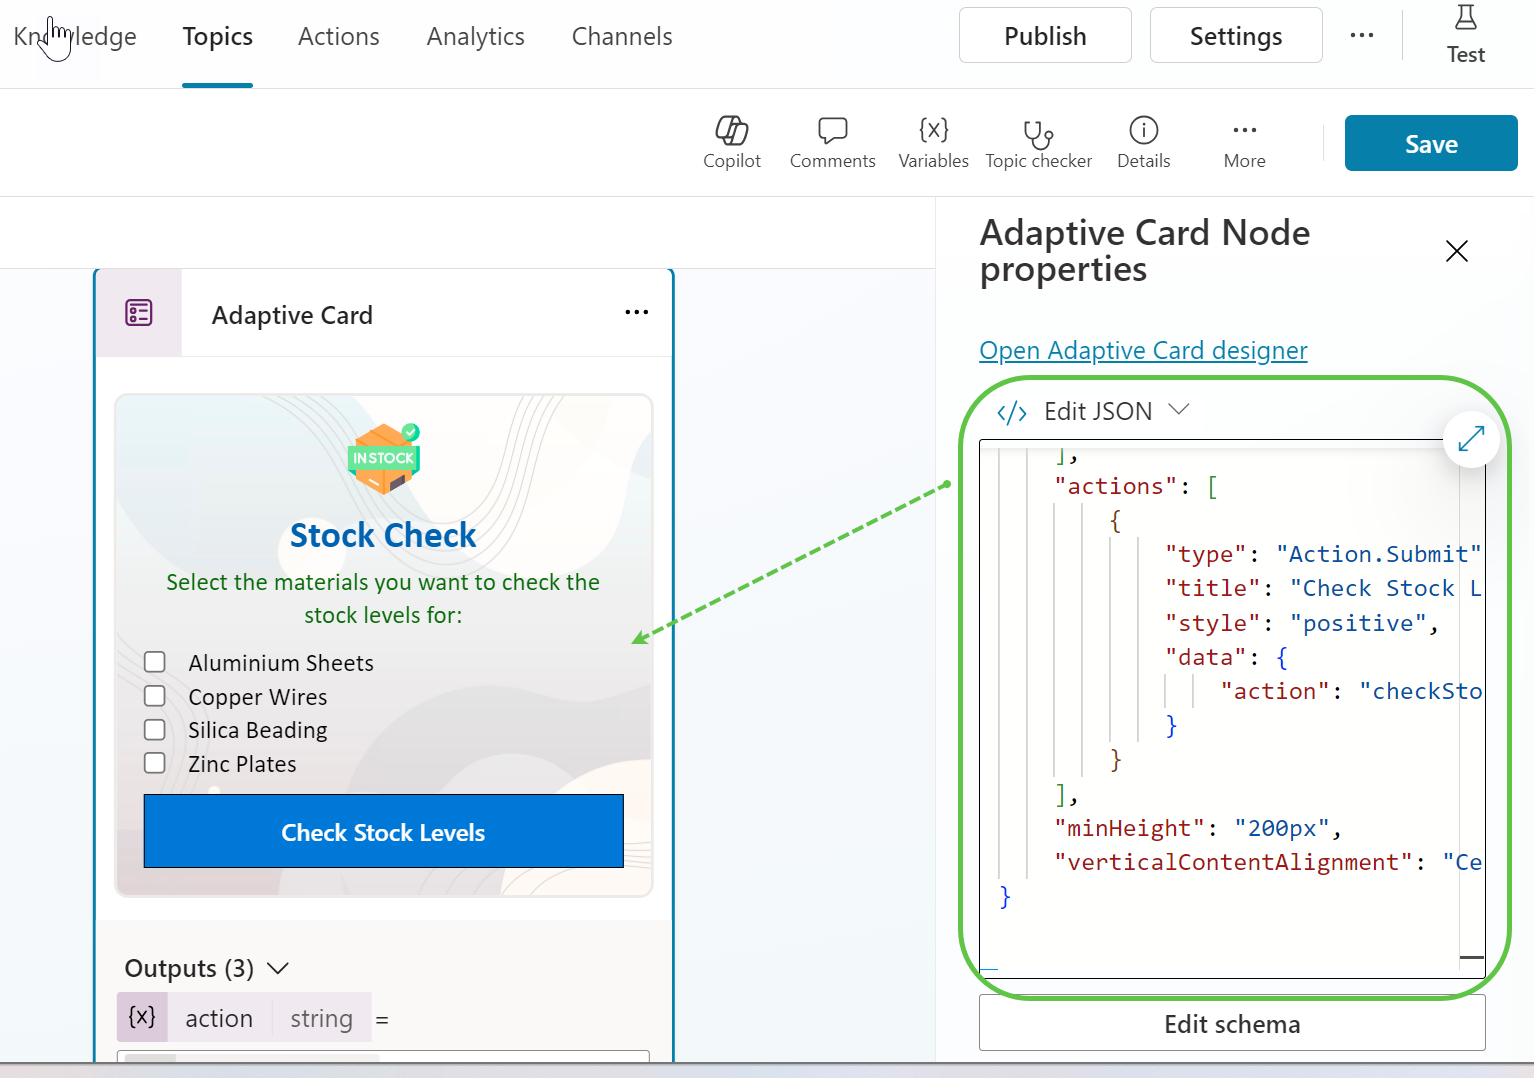 Knowledge Topics Actions Analytics Channels Publish Settings ... Test
Copilot Comments {x} Variables Topic checker Details ... More Save
Adaptive Card Node
properties
Adaptive Card ...
Open Adaptive Card designer
</> Edit JSON
IN STOCK
Stock Check
Select the materials you want to check the
stock levels for:
Aluminium Sheets
Copper Wires
Silica Beading
Zinc Plates
Check Stock Levels
Outputs (3)
{x} action string =
],
"actions": [
{
"type": "Action.Submit"
"title": "Check Stock L
"style": "positive",
"data": {
"action": "checkSto
}
}
],
"minHeight": "200px",
"verticalContentAlignment": "Ce
}
Edit schema